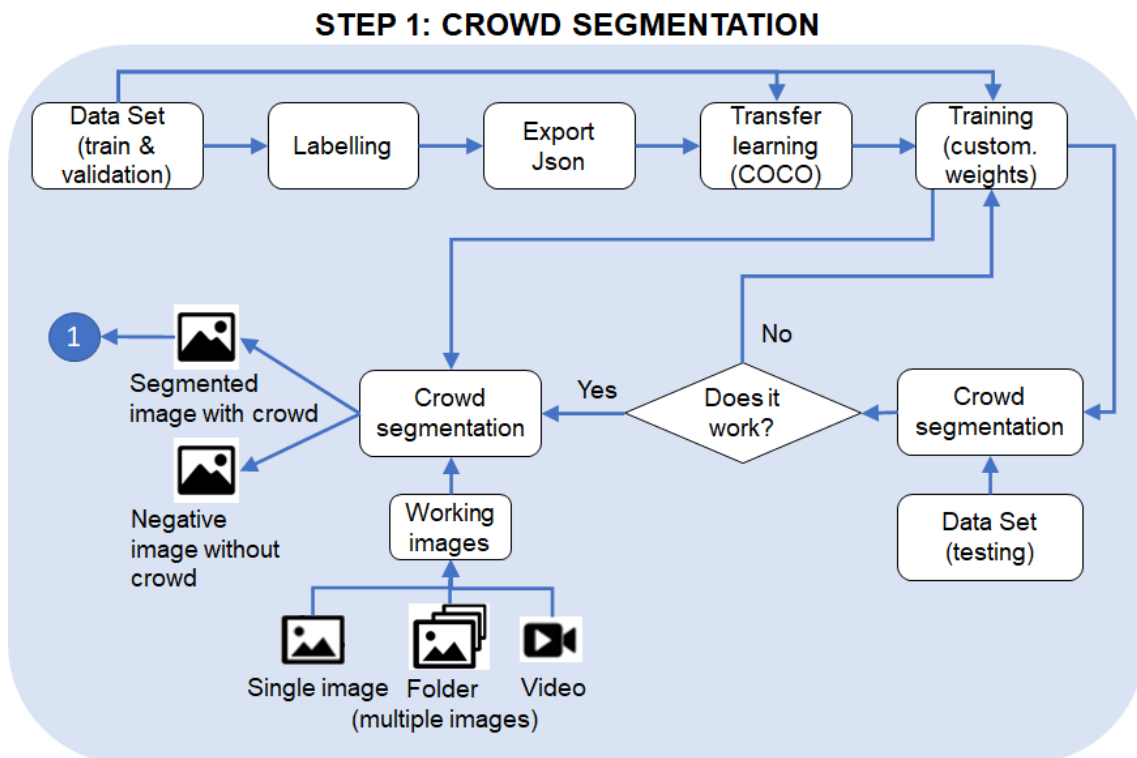 STEP 1: CROWD SEGMENTATION
Data Set
(train &
validation)
Labelling
Export
Json
Transfer
learning
(COCO)
Training
(custom.
weights)
1
Segmented
image with crowd
Negative
image without
crowd
Crowd
segmentation
Yes
No
Does it
work?
Crowd
segmentation
Working
images
Data Set
(testing)
Single image
Folder
(multiple images)
Video